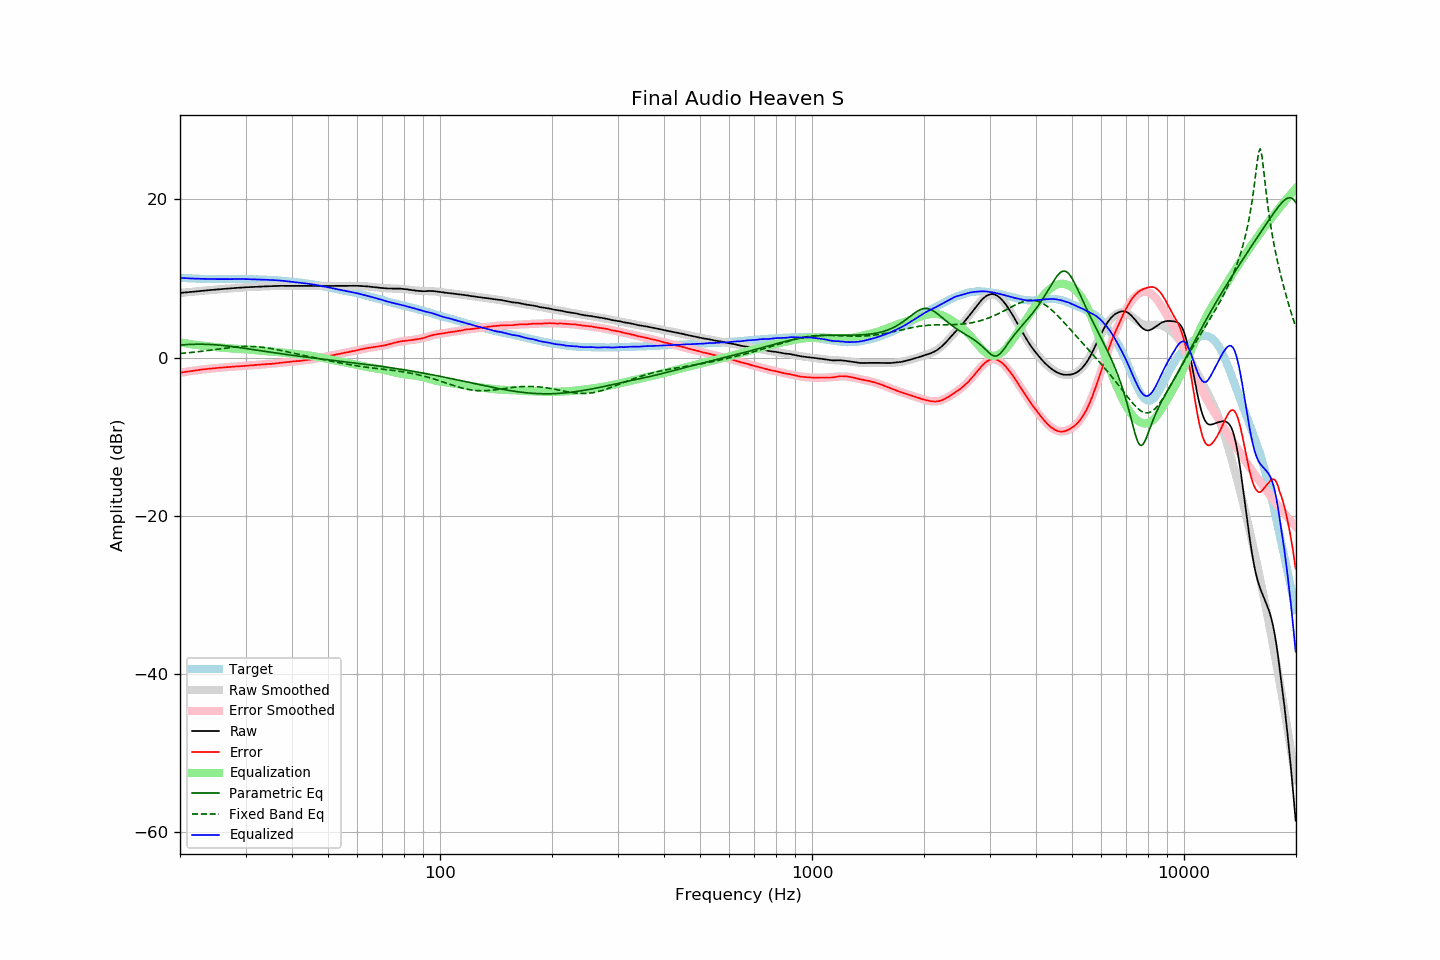 Final Audio Heaven S
20
0
−20
−40
−60
Amplitude (dBr)
Target
Raw Smoothed
Error Smoothed
Raw
Error
Equalization
Parametric Eq
Fixed Band Eq
Equalized
100
1000
10000
Frequency (Hz)